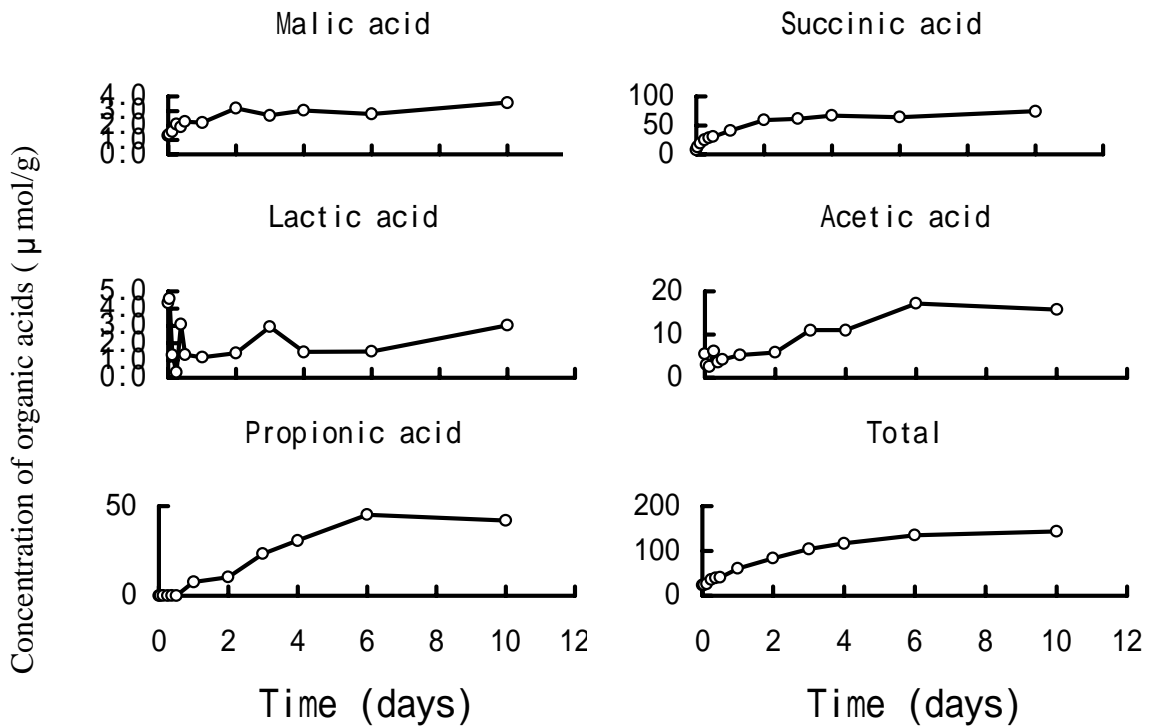 Concentration of organic acids ( μ mol/g)
Malic acid
4.0
3.0
2.0
1.0
0.0
Succinic acid
100
50
0
Lactic acid
5.0
4.0
3.0
2.0
1.0
0.0
Acetic acid
20
10
0
Propionic acid
50
0
0 2 4 6 8 10 12
Time (days)
Total
200
100
0
0 2 4 6 8 10 12
Time (days)